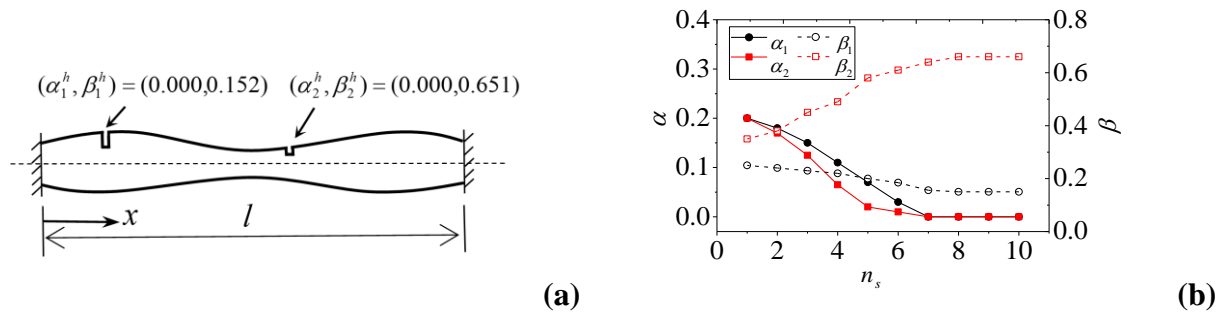 (α₁ʰ, β₁ʰ) = (0.000,0.152) (α₂ʰ, β₂ʰ) = (0.000,0.651)
x
l
(a)
0.4
0.3
0.2
0.1
0.0
α
α₁ β₁
α₂ β₂
0.8
0.6
0.4
0.2
0.0
β
0 2 4 6 8 10
nₛ
(b)